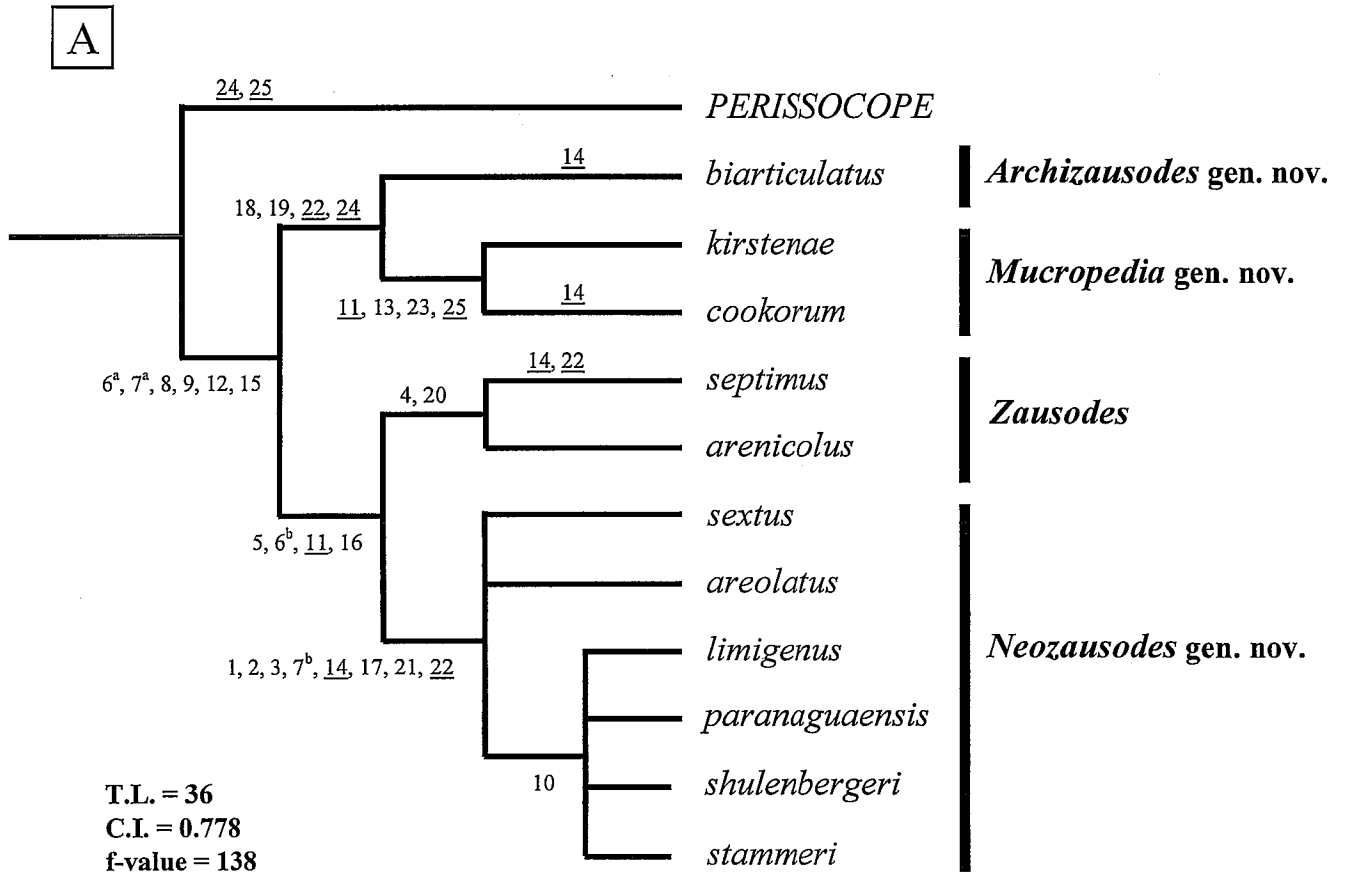 A
24, 25
PERISSOCOPE
14
biarticulatus
Archizausodes gen. nov.
18, 19, 22, 24
kirstenae
Mucropedia gen. nov.
11, 13, 23, 25
14
cookorum
6ᵃ, 7ᵃ, 8, 9, 12, 15
14, 22
septimus
4, 20
Zausodes
arenicolus
sextus
5, 6ᵇ, 11, 16
areolatus
limigenus
Neozausodes gen. nov.
1, 2, 3, 7ᵇ, 14, 17, 21, 22
paranaguaensis
10
shulenbergeri
stammeri
T.L. = 36
C.I. = 0.778
f-value = 138